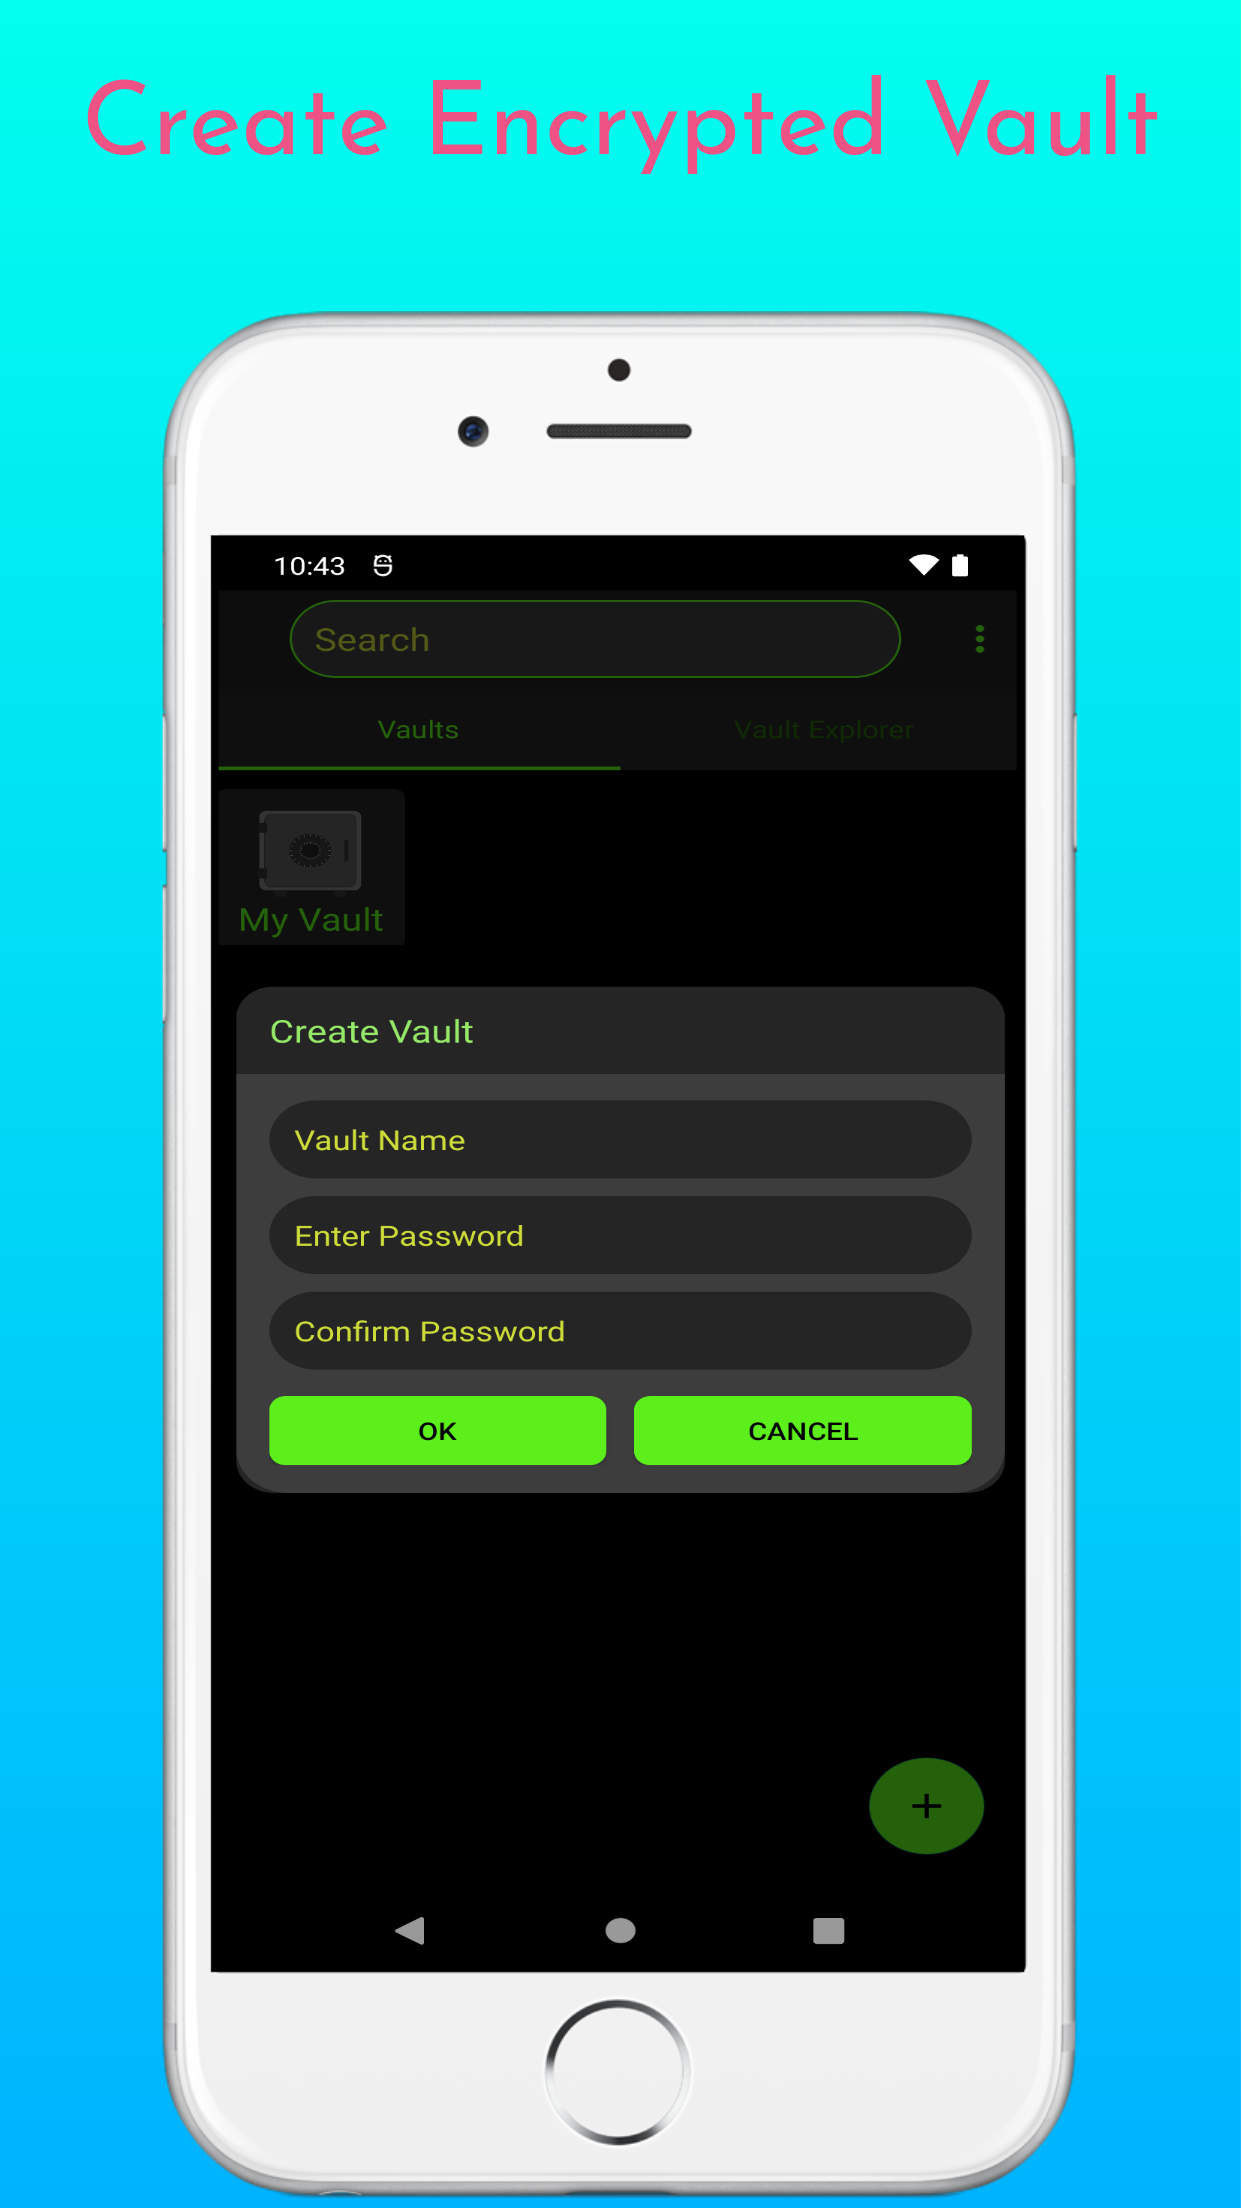 Create Encrypted Vault
10:43
Search
Vaults
Vault Explorer
My Vault
Create Vault
Vault Name
Enter Password
Confirm Password
OK
CANCEL